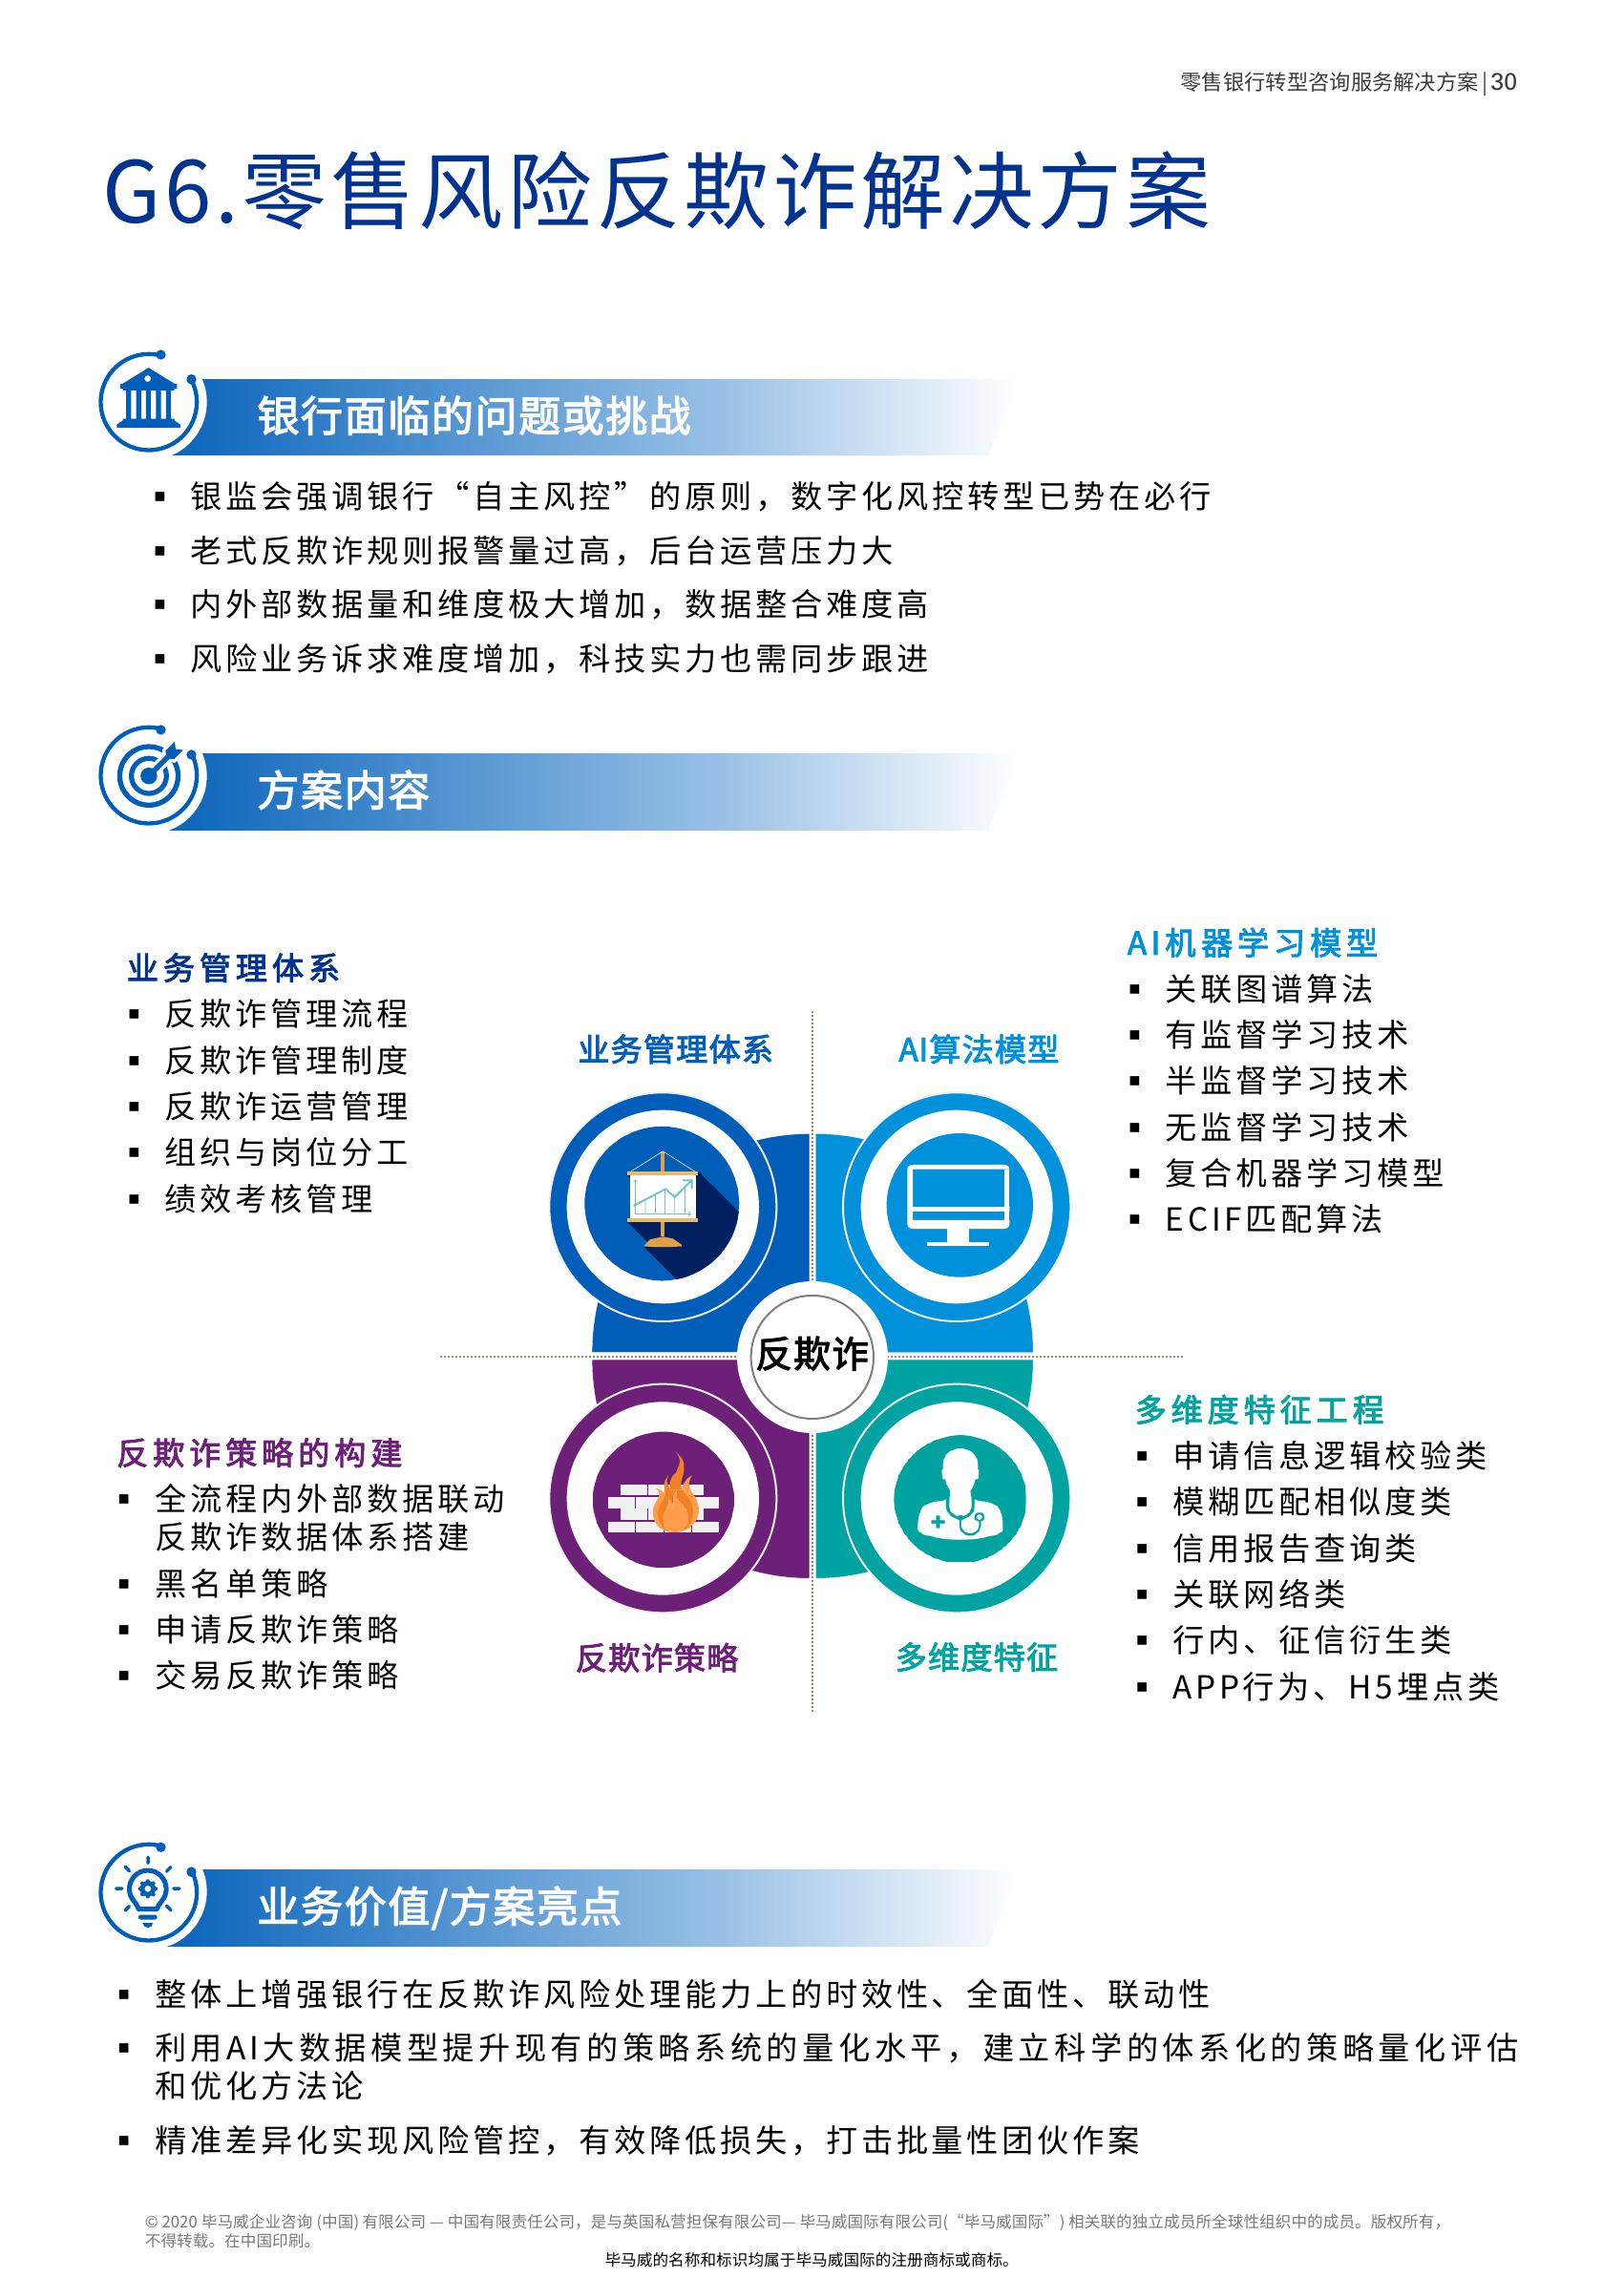 零售银行转型咨询服务解决方案|30
G6.零售风险反欺诈解决方案
银行面临的问题或挑战
▪ 银监会强调银行“自主风控”的原则，数字化风控转型已势在必行
▪ 老式反欺诈规则报警量过高，后台运营压力大
▪ 内外部数据量和维度极大增加，数据整合难度高
▪ 风险业务诉求难度增加，科技实力也需同步跟进
方案内容
业务管理体系
▪ 反欺诈管理流程
▪ 反欺诈管理制度
▪ 反欺诈运营管理
▪ 组织与岗位分工
▪ 绩效考核管理
AI机器学习模型
▪ 关联图谱算法
▪ 有监督学习技术
▪ 半监督学习技术
▪ 无监督学习技术
▪ 复合机器学习模型
▪ ECIF匹配算法
业务管理体系
AI算法模型
反欺诈
反欺诈策略
多维度特征
反欺诈策略的构建
▪ 全流程内外部数据联动
反欺诈数据体系搭建
▪ 黑名单策略
▪ 申请反欺诈策略
▪ 交易反欺诈策略
多维度特征工程
▪ 申请信息逻辑校验类
▪ 模糊匹配相似度类
▪ 信用报告查询类
▪ 关联网络类
▪ 行内、征信衍生类
▪ APP行为、H5埋点类
业务价值/方案亮点
▪ 整体上增强银行在反欺诈风险处理能力上的时效性、全面性、联动性
▪ 利用AI大数据模型提升现有的策略系统的量化水平，建立科学的体系化的策略量化评估
和优化方法论
▪ 精准差异化实现风险管控，有效降低损失，打击批量性团伙作案
© 2020 毕马威企业咨询 (中国) 有限公司 — 中国有限责任公司，是与英国私营担保有限公司— 毕马威国际有限公司(“毕马威国际”) 相关联的独立成员所全球性组织中的成员。版权所有，
不得转载。在中国印刷。
毕马威的名称和标识均属于毕马威国际的注册商标或商标。